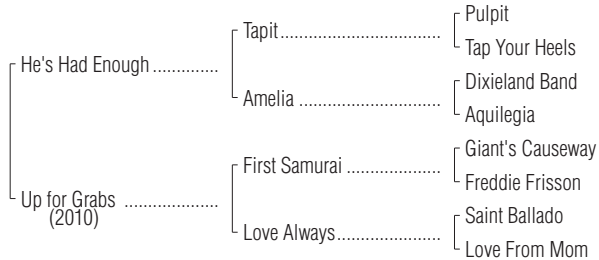 Pulpit
Tapit
Tap Your Heels
He's Had Enough
Dixieland Band
Amelia
Aquilegia
Giant's Causeway
First Samurai
Freddie Frisson
Up for Grabs
(2010)
Saint Ballado
Love Always
Love From Mom